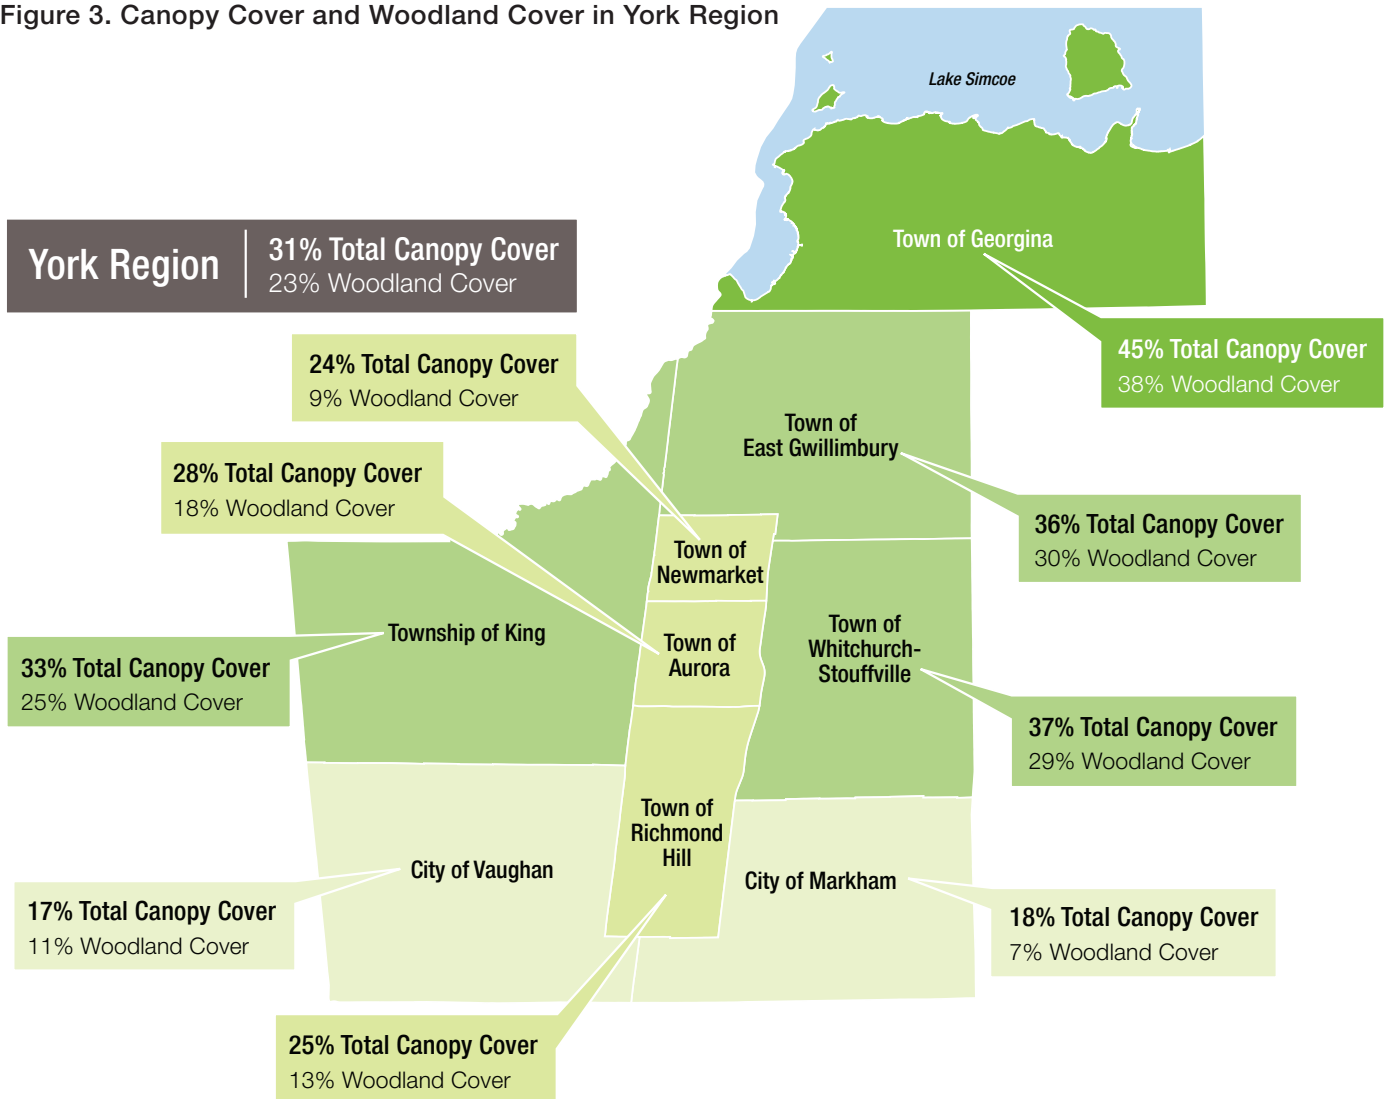 Figure 3. Canopy Cover and Woodland Cover in York Region
Lake Simcoe
Town of Georgina
York Region
31% Total Canopy Cover
23% Woodland Cover
45% Total Canopy Cover
38% Woodland Cover
24% Total Canopy Cover
9% Woodland Cover
Town of
East Gwillimbury
28% Total Canopy Cover
18% Woodland Cover
36% Total Canopy Cover
30% Woodland Cover
Town of
Newmarket
Township of King
Town of
Aurora
Town of
Whitchurch-
Stouffville
33% Total Canopy Cover
25% Woodland Cover
37% Total Canopy Cover
29% Woodland Cover
Town of
Richmond
Hill
City of Vaughan
City of Markham
17% Total Canopy Cover
11% Woodland Cover
18% Total Canopy Cover
7% Woodland Cover
25% Total Canopy Cover
13% Woodland Cover